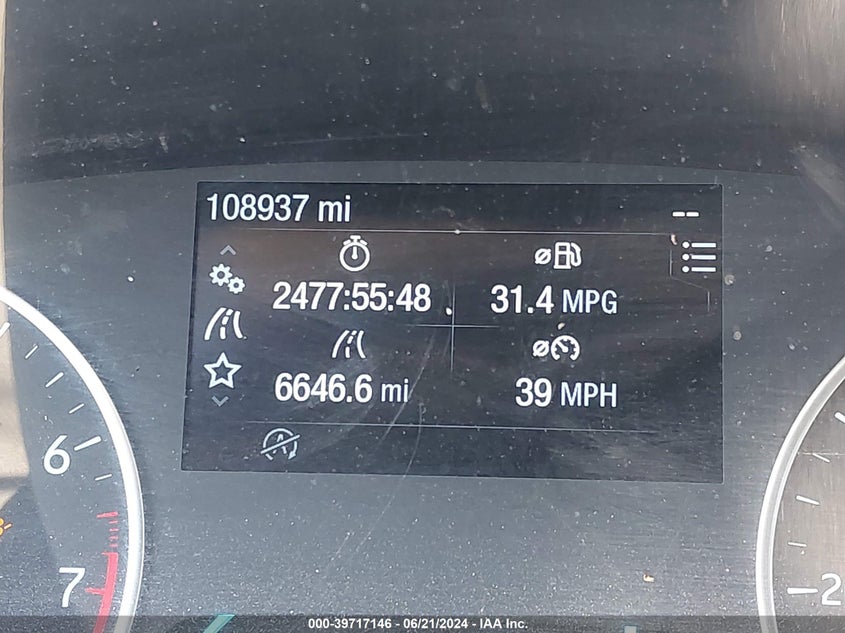 108937 mi --
2477:55:48 31.4 MPG
6646.6 mi 39 MPH
6
7
2
000-39717146 - 06/21/2024 - IAA Inc.